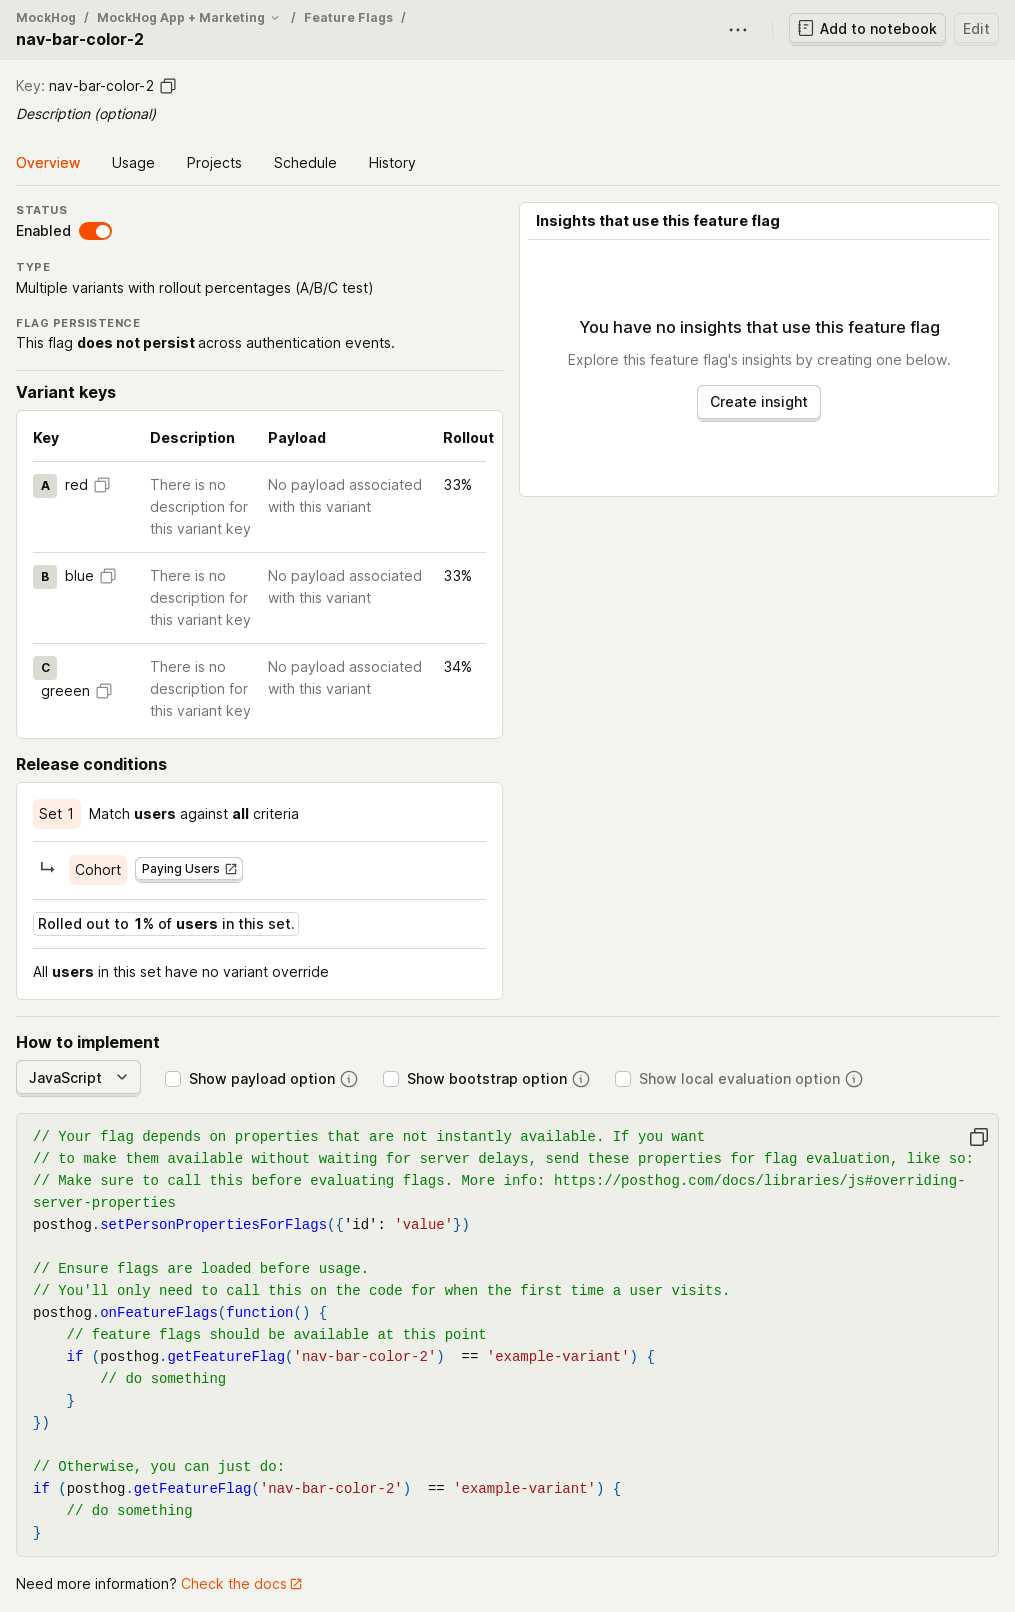 MockHog / MockHog App + Marketing / Feature Flags /
nav-bar-color-2
Add to notebook
Edit
Key: nav-bar-color-2
Description (optional)
Overview
Usage
Projects
Schedule
History
STATUS
Enabled
TYPE
Multiple variants with rollout percentages (A/B/C test)
FLAG PERSISTENCE
This flag does not persist across authentication events.
Insights that use this feature flag
You have no insights that use this feature flag
Explore this feature flag's insights by creating one below.
Create insight
Variant keys
Key Description Payload Rollout
A red
There is no
description for
this variant key
No payload associated
with this variant
33%
B blue
There is no
description for
this variant key
No payload associated
with this variant
33%
C
greeen
There is no
description for
this variant key
No payload associated
with this variant
34%
Release conditions
Set 1 Match users against all criteria
Cohort Paying Users
Rolled out to 1% of users in this set.
All users in this set have no variant override
How to implement
JavaScript
Show payload option
Show bootstrap option
Show local evaluation option
// Your flag depends on properties that are not instantly available. If you want
// to make them available without waiting for server delays, send these properties for flag evaluation, like so:
// Make sure to call this before evaluating flags. More info: https://posthog.com/docs/libraries/js#overriding-
server-properties
posthog.setPersonPropertiesForFlags({'id': 'value'})
// Ensure flags are loaded before usage.
// You'll only need to call this on the code for when the first time a user visits.
posthog.onFeatureFlags(function() {
// feature flags should be available at this point
if (posthog.getFeatureFlag('nav-bar-color-2')  == 'example-variant') {
// do something
}
})
// Otherwise, you can just do:
if (posthog.getFeatureFlag('nav-bar-color-2')  == 'example-variant') {
// do something
}
Need more information? Check the docs